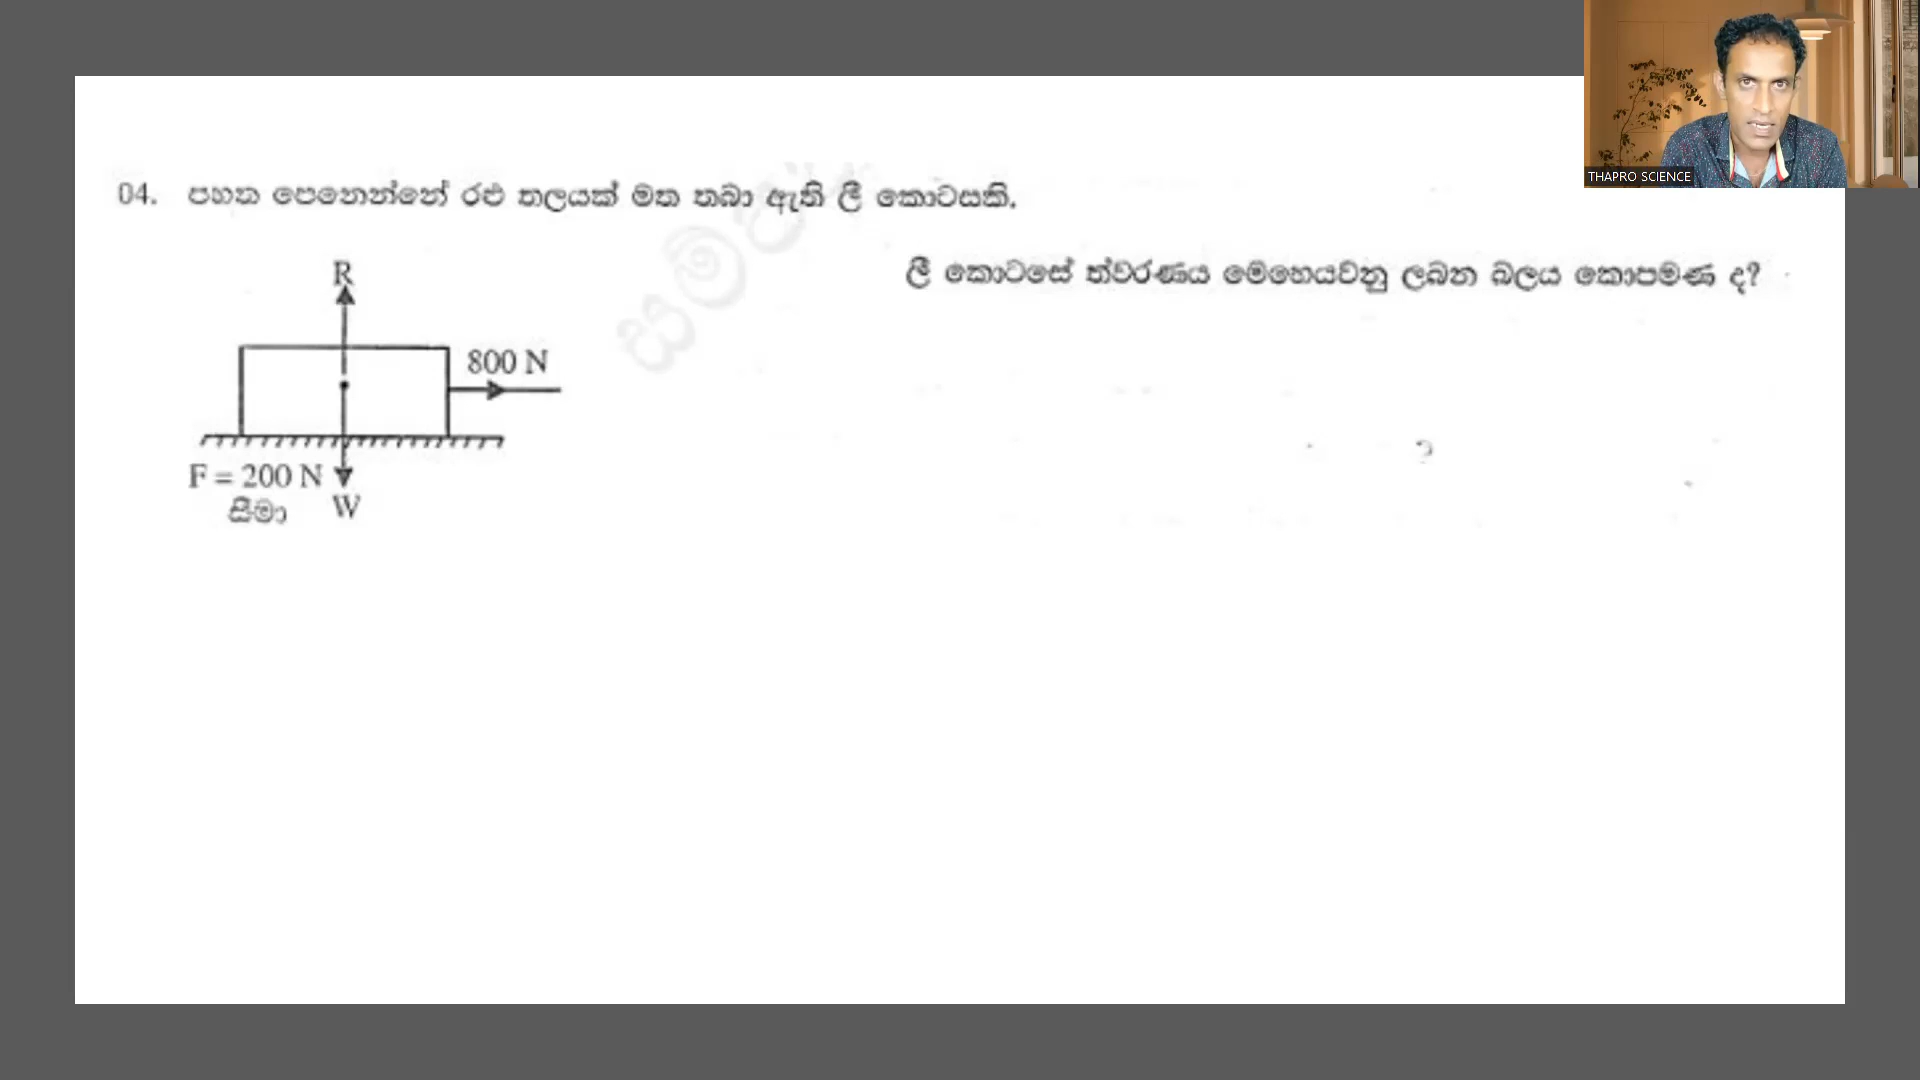 THAPRO SCIENCE
04. පහත පෙනෙන්නේ රළු තලයක් මත තබා ඇති ලී කොටසකි.
ලී කොටසේ ත්වරණය මෙහෙයවනු ලබන බලය කොපමණ ද?
R
800 N
F = 200 N
සීමා
W